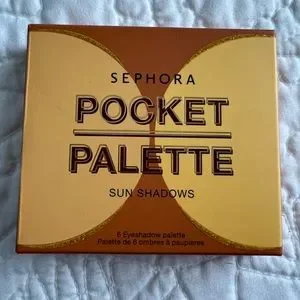 SEPHORA
POCKET
PALETTE
SUN SHADOWS
6 Eyeshadow palette
Palette de 6 ombres à paupières